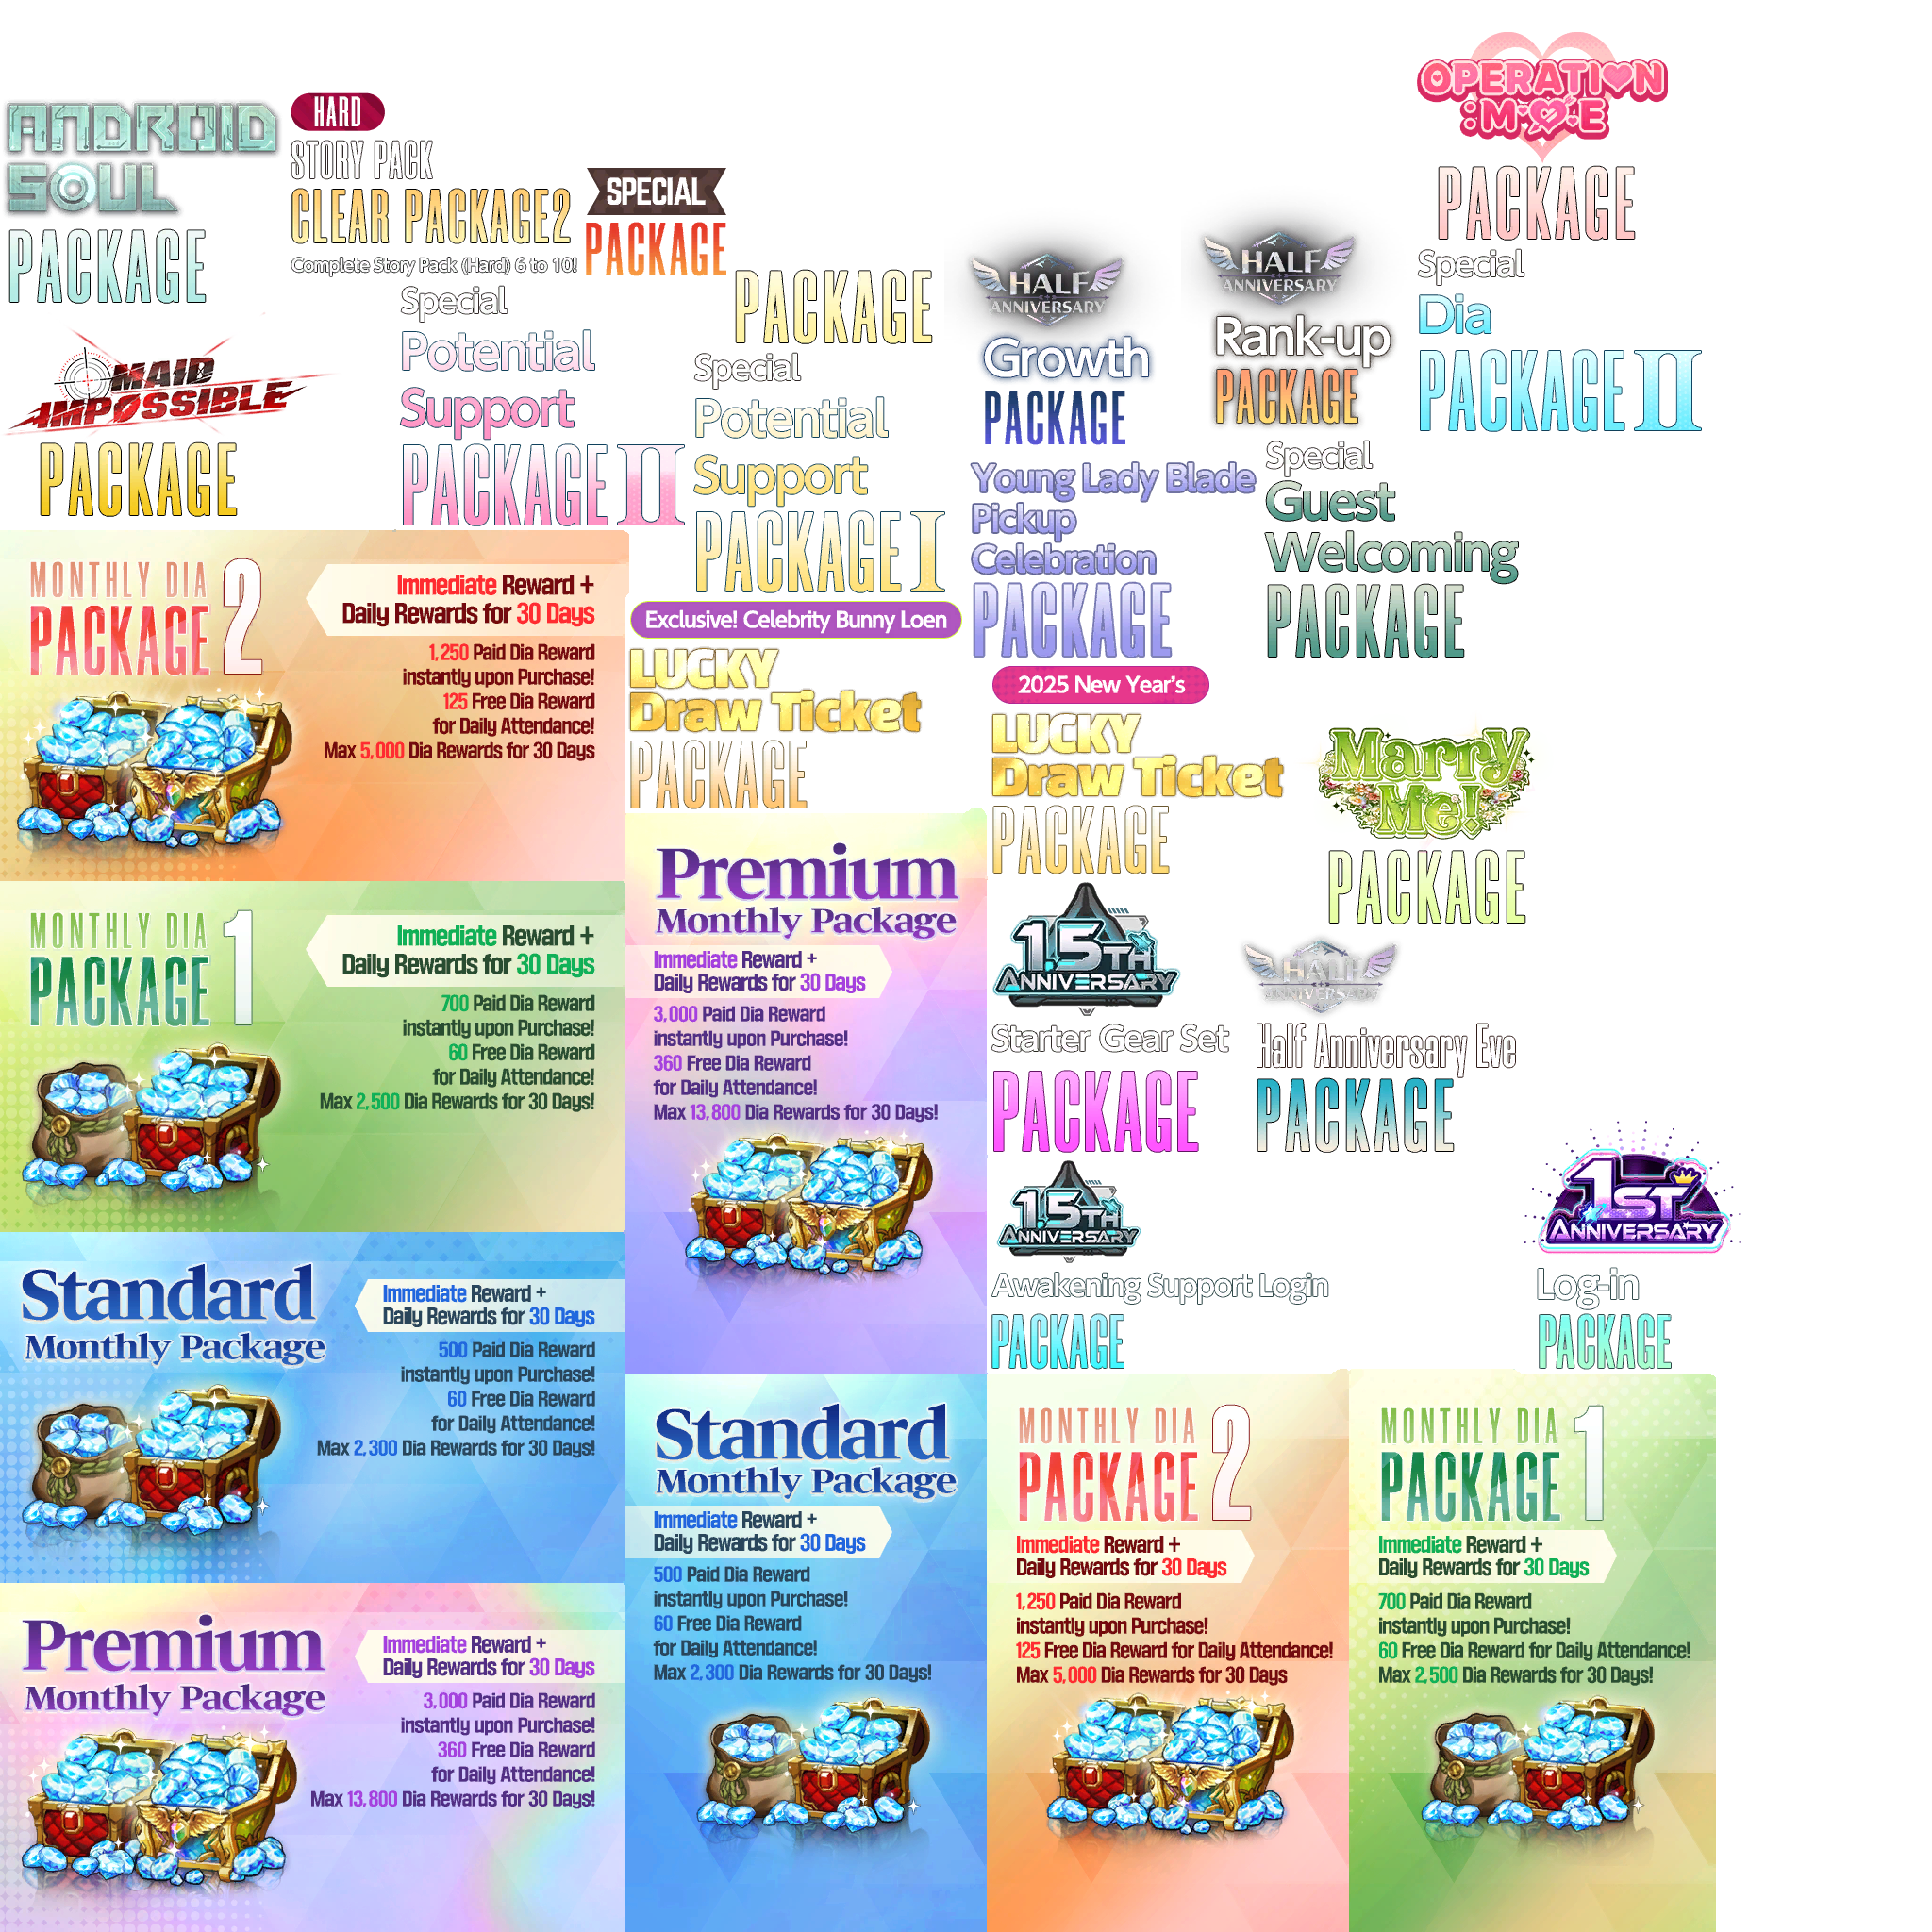 ANDROID
SOUL
PACKAGE
HARD
STORY PACK
CLEAR PACKAGE2
Complete Story Pack (Hard) 6 to 10!
SPECIAL
PACKAGE
PACKAGE
HALF
ANNIVERSARY
Growth
PACKAGE
HALF
ANNIVERSARY
Rank-up
PACKAGE
OPERATION
:MOE
PACKAGE
Special
Dia
PACKAGE II
MAID
IMPOSSIBLE
PACKAGE
Special
Potential
Support
PACKAGE II
Special
Potential
Support
PACKAGE I
Young Lady Blade
Pickup
Celebration
PACKAGE
Special
Guest
Welcoming
PACKAGE
MONTHLY DIA
PACKAGE 2
Immediate Reward +
Daily Rewards for 30 Days
1,250 Paid Dia Reward
instantly upon Purchase!
125 Free Dia Reward
for Daily Attendance!
Max 5,000 Dia Rewards for 30 Days
Exclusive! Celebrity Bunny Loen
LUCKY
Draw Ticket
PACKAGE
2025 New Year's
LUCKY
Draw Ticket
PACKAGE
Marry
Me!
PACKAGE
MONTHLY DIA
PACKAGE 1
Immediate Reward +
Daily Rewards for 30 Days
700 Paid Dia Reward
instantly upon Purchase!
60 Free Dia Reward
for Daily Attendance!
Max 2,500 Dia Rewards for 30 Days!
Premium
Monthly Package
Immediate Reward +
Daily Rewards for 30 Days
3,000 Paid Dia Reward
instantly upon Purchase!
360 Free Dia Reward
for Daily Attendance!
Max 13,800 Dia Rewards for 30 Days!
1.5TH
ANNIVERSARY
Starter Gear Set
PACKAGE
HALF
ANNIVERSARY
Half Anniversary Eve
PACKAGE
1.5TH
ANNIVERSARY
Awakening Support Login
PACKAGE
1ST
ANNIVERSARY
Log-in
PACKAGE
Standard
Monthly Package
Immediate Reward +
Daily Rewards for 30 Days
500 Paid Dia Reward
instantly upon Purchase!
60 Free Dia Reward
for Daily Attendance!
Max 2,300 Dia Rewards for 30 Days!
Premium
Monthly Package
Immediate Reward +
Daily Rewards for 30 Days
3,000 Paid Dia Reward
instantly upon Purchase!
360 Free Dia Reward
for Daily Attendance!
Max 13,800 Dia Rewards for 30 Days!
Standard
Monthly Package
Immediate Reward +
Daily Rewards for 30 Days
500 Paid Dia Reward
instantly upon Purchase!
60 Free Dia Reward
for Daily Attendance!
Max 2,300 Dia Rewards for 30 Days!
MONTHLY DIA
PACKAGE 2
Immediate Reward +
Daily Rewards for 30 Days
1,250 Paid Dia Reward
instantly upon Purchase!
125 Free Dia Reward for Daily Attendance!
Max 5,000 Dia Rewards for 30 Days
MONTHLY DIA
PACKAGE 1
Immediate Reward +
Daily Rewards for 30 Days
700 Paid Dia Reward
instantly upon Purchase!
60 Free Dia Reward for Daily Attendance!
Max 2,500 Dia Rewards for 30 Days!